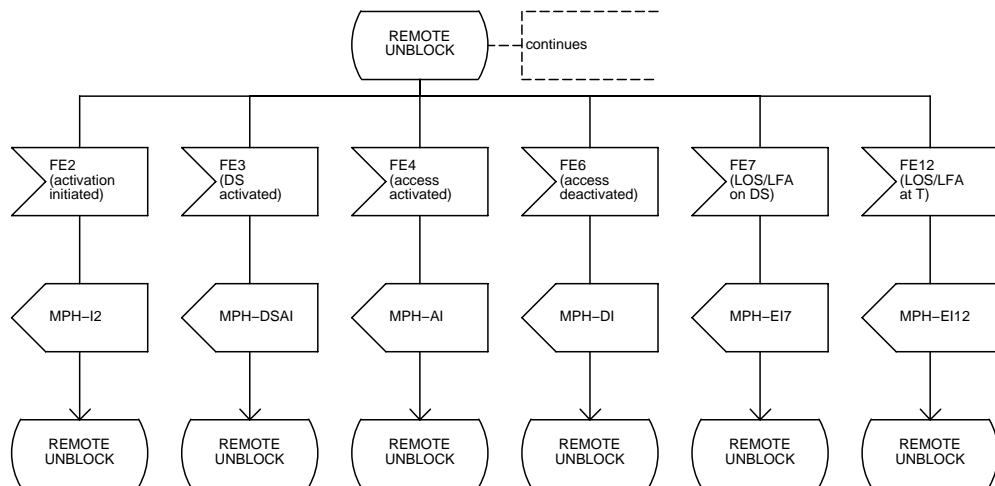 REMOTE
UNBLOCK
continues
FE2
(activation
initiated)
FE3
(DS
activated)
FE4
(access
activated)
FE6
(access
deactivated)
FE7
(LOS/LFA
on DS)
FE12
(LOS/LFA
at T)
MPH–I2
MPH–DSAI
MPH–AI
MPH–DI
MPH–EI7
MPH–EI12
REMOTE
UNBLOCK
REMOTE
UNBLOCK
REMOTE
UNBLOCK
REMOTE
UNBLOCK
REMOTE
UNBLOCK
REMOTE
UNBLOCK